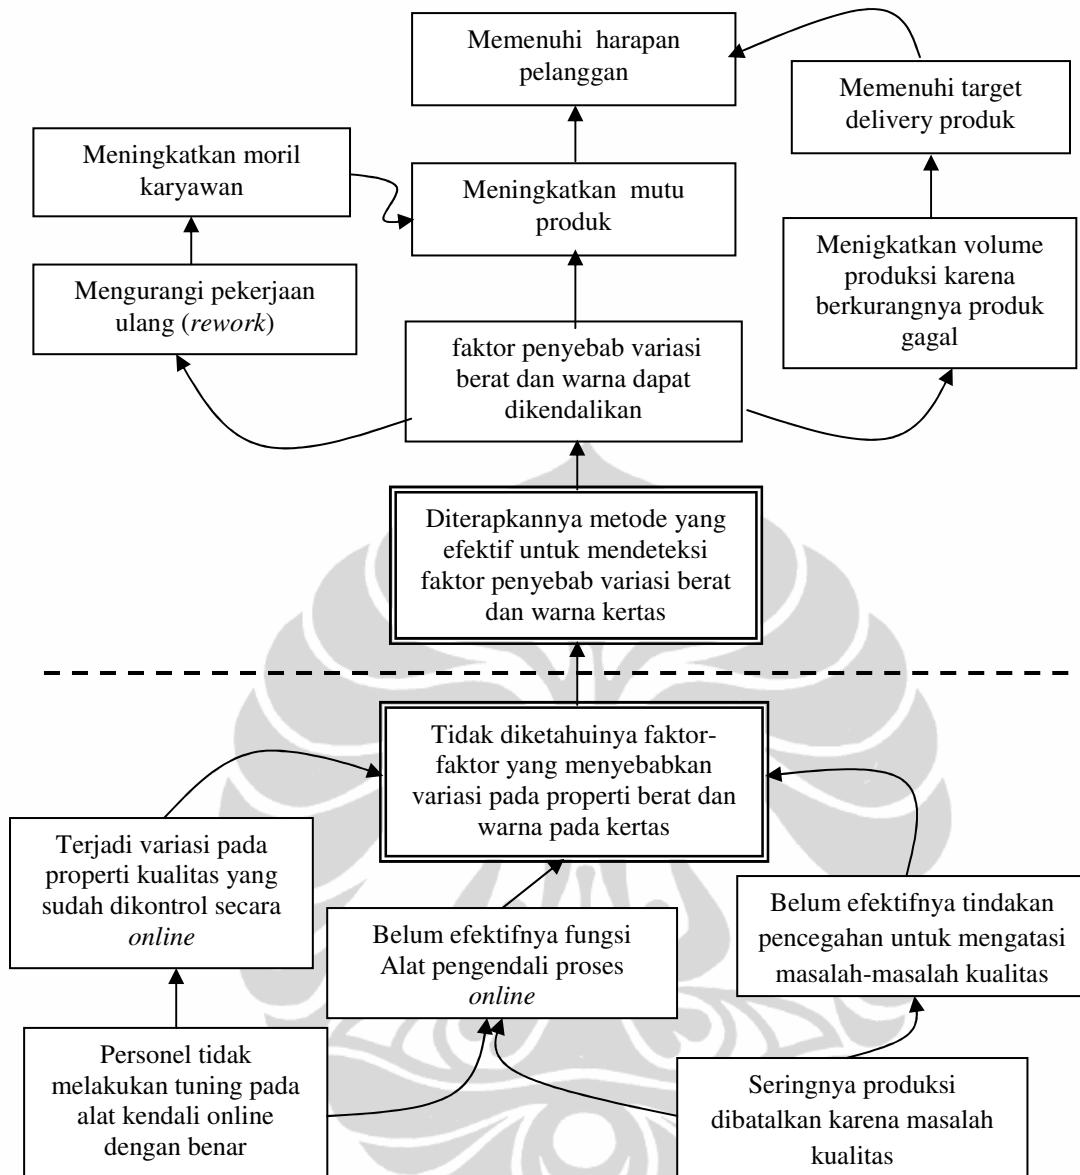 Memenuhi harapan
pelanggan
Memenuhi target
delivery produk
Meningkatkan moril
karyawan
Meningkatkan mutu
produk
Menigkatkan volume
produksi karena
berkurangnya produk
gagal
Mengurangi pekerjaan
ulang (rework)
faktor penyebab variasi
berat dan warna dapat
dikendalikan
Diterapkannya metode yang
efektif untuk mendeteksi
faktor penyebab variasi berat
dan warna kertas
Tidak diketahuinya faktor-
faktor yang menyebabkan
variasi pada properti berat dan
warna pada kertas
Terjadi variasi pada
properti kualitas yang
sudah dikontrol secara
online
Belum efektifnya fungsi
Alat pengendali proses
online
Belum efektifnya tindakan
pencegahan untuk mengatasi
masalah-masalah kualitas
Personel tidak
melakukan tuning pada
alat kendali online
dengan benar
Seringnya produksi
dibatalkan karena masalah
kualitas